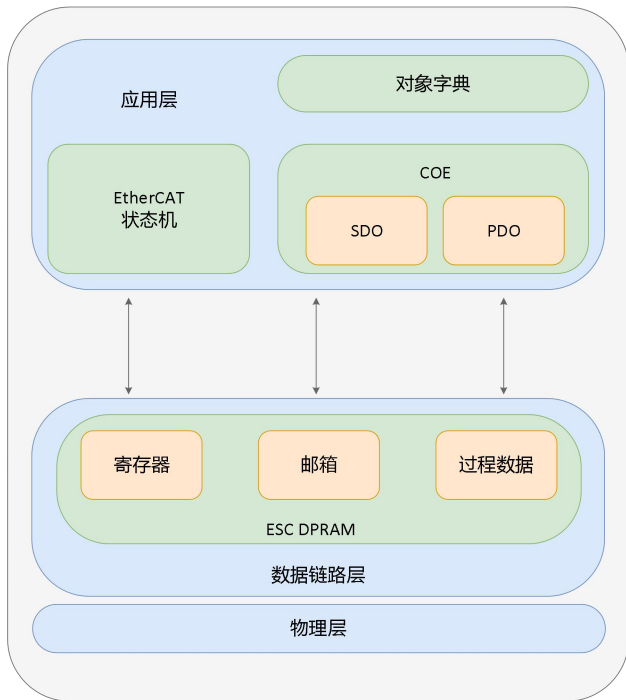 应用层
对象字典
EtherCAT
状态机
COE
SDO
PDO
寄存器
邮箱
过程数据
ESC DPRAM
数据链路层
物理层